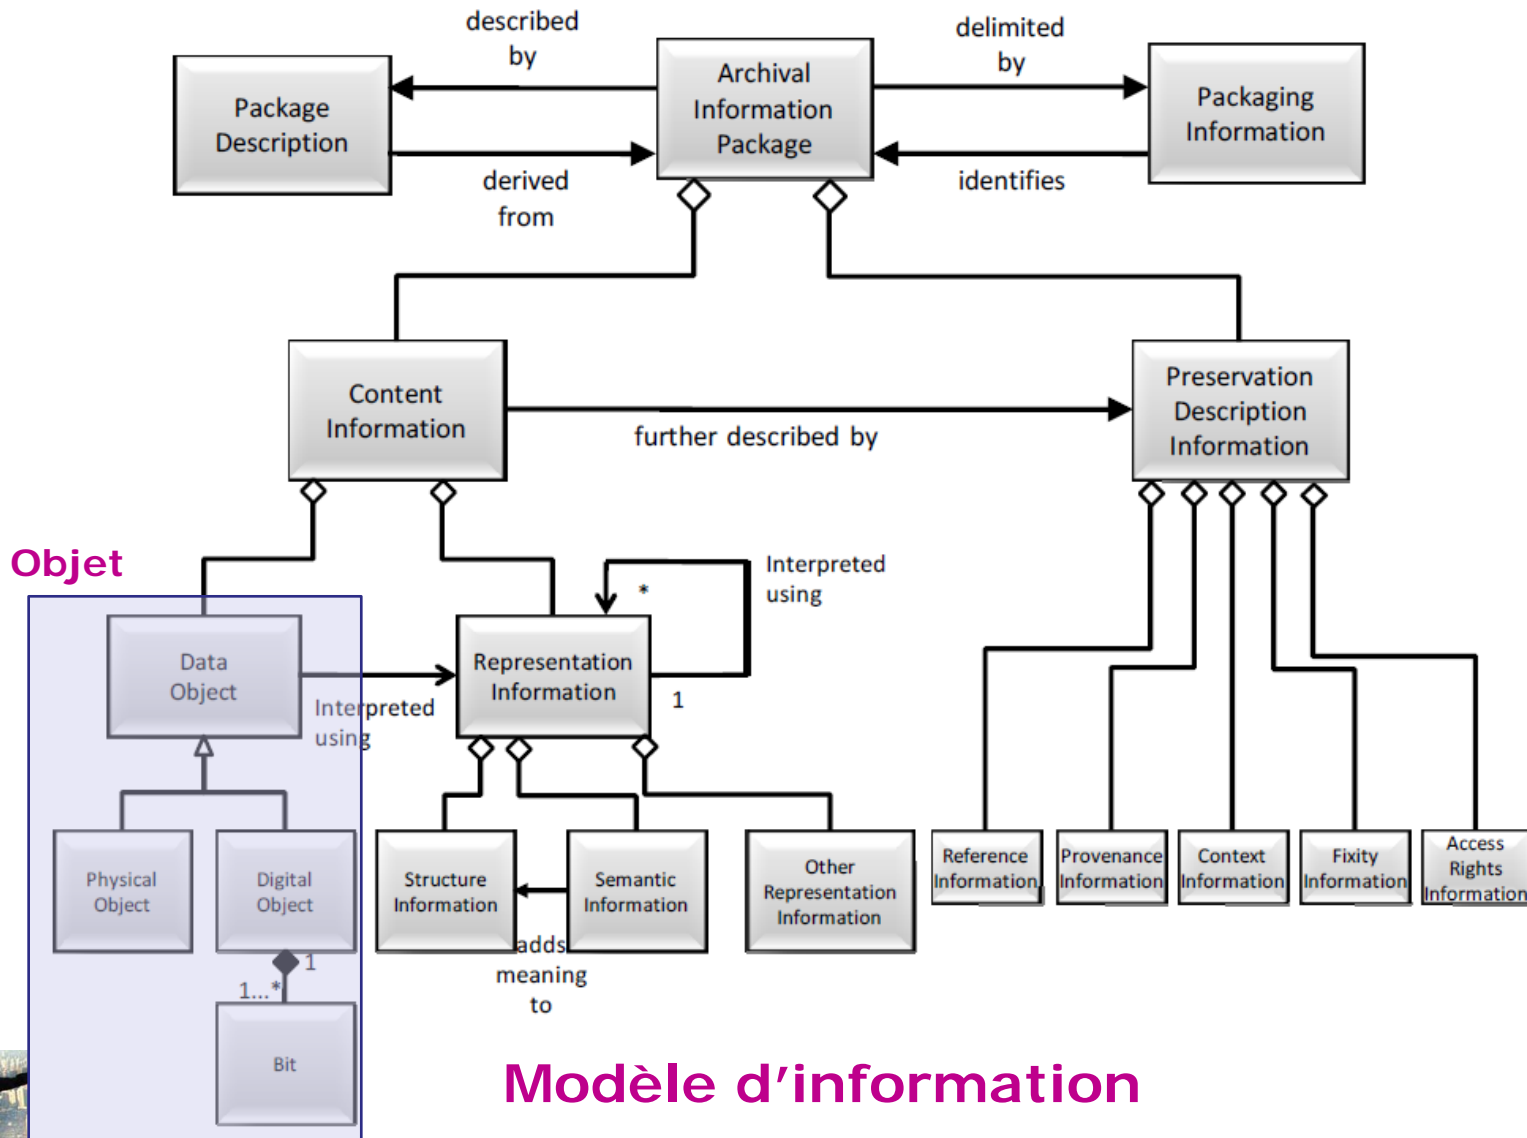 described
by
delimited
by
Package
Description
Archival
Information
Package
Packaging
Information
derived
from
identifies
Content
Information
further described by
Preservation
Description
Information
Objet
Data
Object
Interpreted
using
Representation
Information
*
1
Interpreted
using
Physical
Object
Digital
Object
Structure
Information
Semantic
Information
Other
Representation
Information
Reference
Information
Provenance
Information
Context
Information
Fixity
Information
Access
Rights
Information
adds
meaning
to
1
1...*
Bit
Modèle d’information